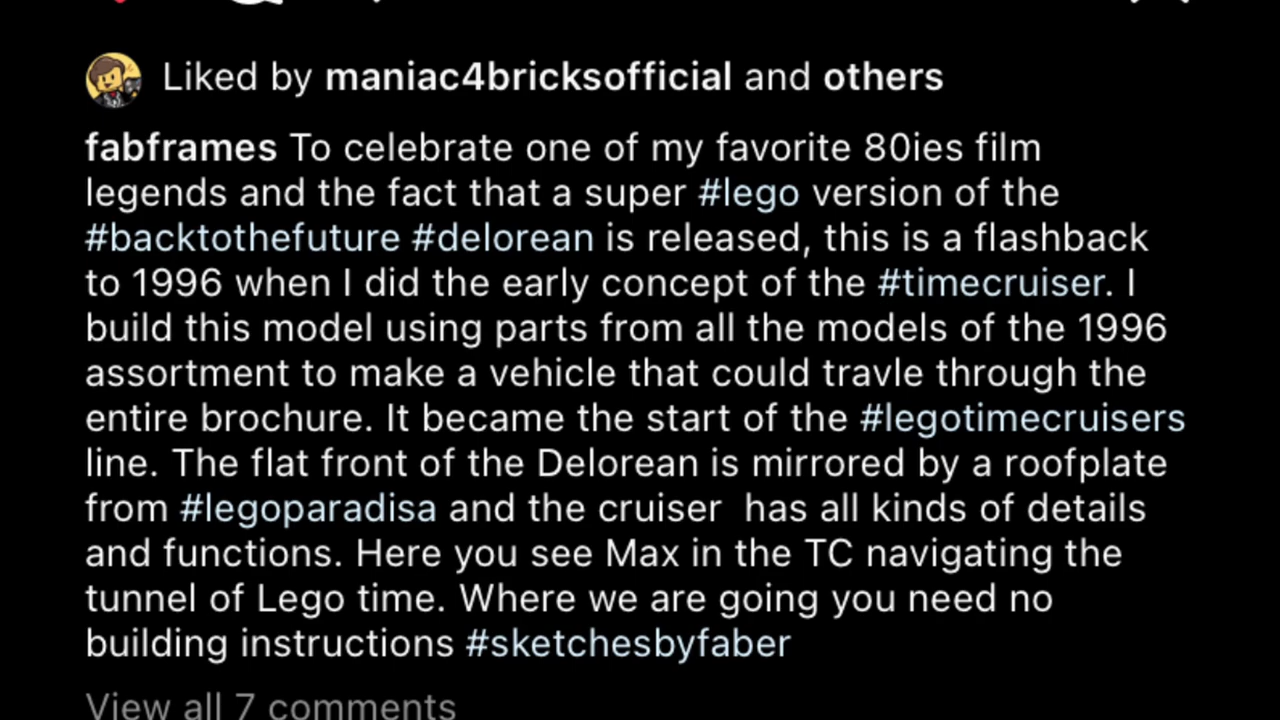 Liked by maniac4bricksofficial and others
fabframes To celebrate one of my favorite 80ies film
legends and the fact that a super #lego version of the
#backtothefuture #delorean is released, this is a flashback
to 1996 when I did the early concept of the #timecruiser. I
build this model using parts from all the models of the 1996
assortment to make a vehicle that could travle through the
entire brochure. It became the start of the #legotimecruisers
line. The flat front of the Delorean is mirrored by a roofplate
from #legoparadisa and the cruiser  has all kinds of details
and functions. Here you see Max in the TC navigating the
tunnel of Lego time. Where we are going you need no
building instructions #sketchesbyfaber
View all 7 comments